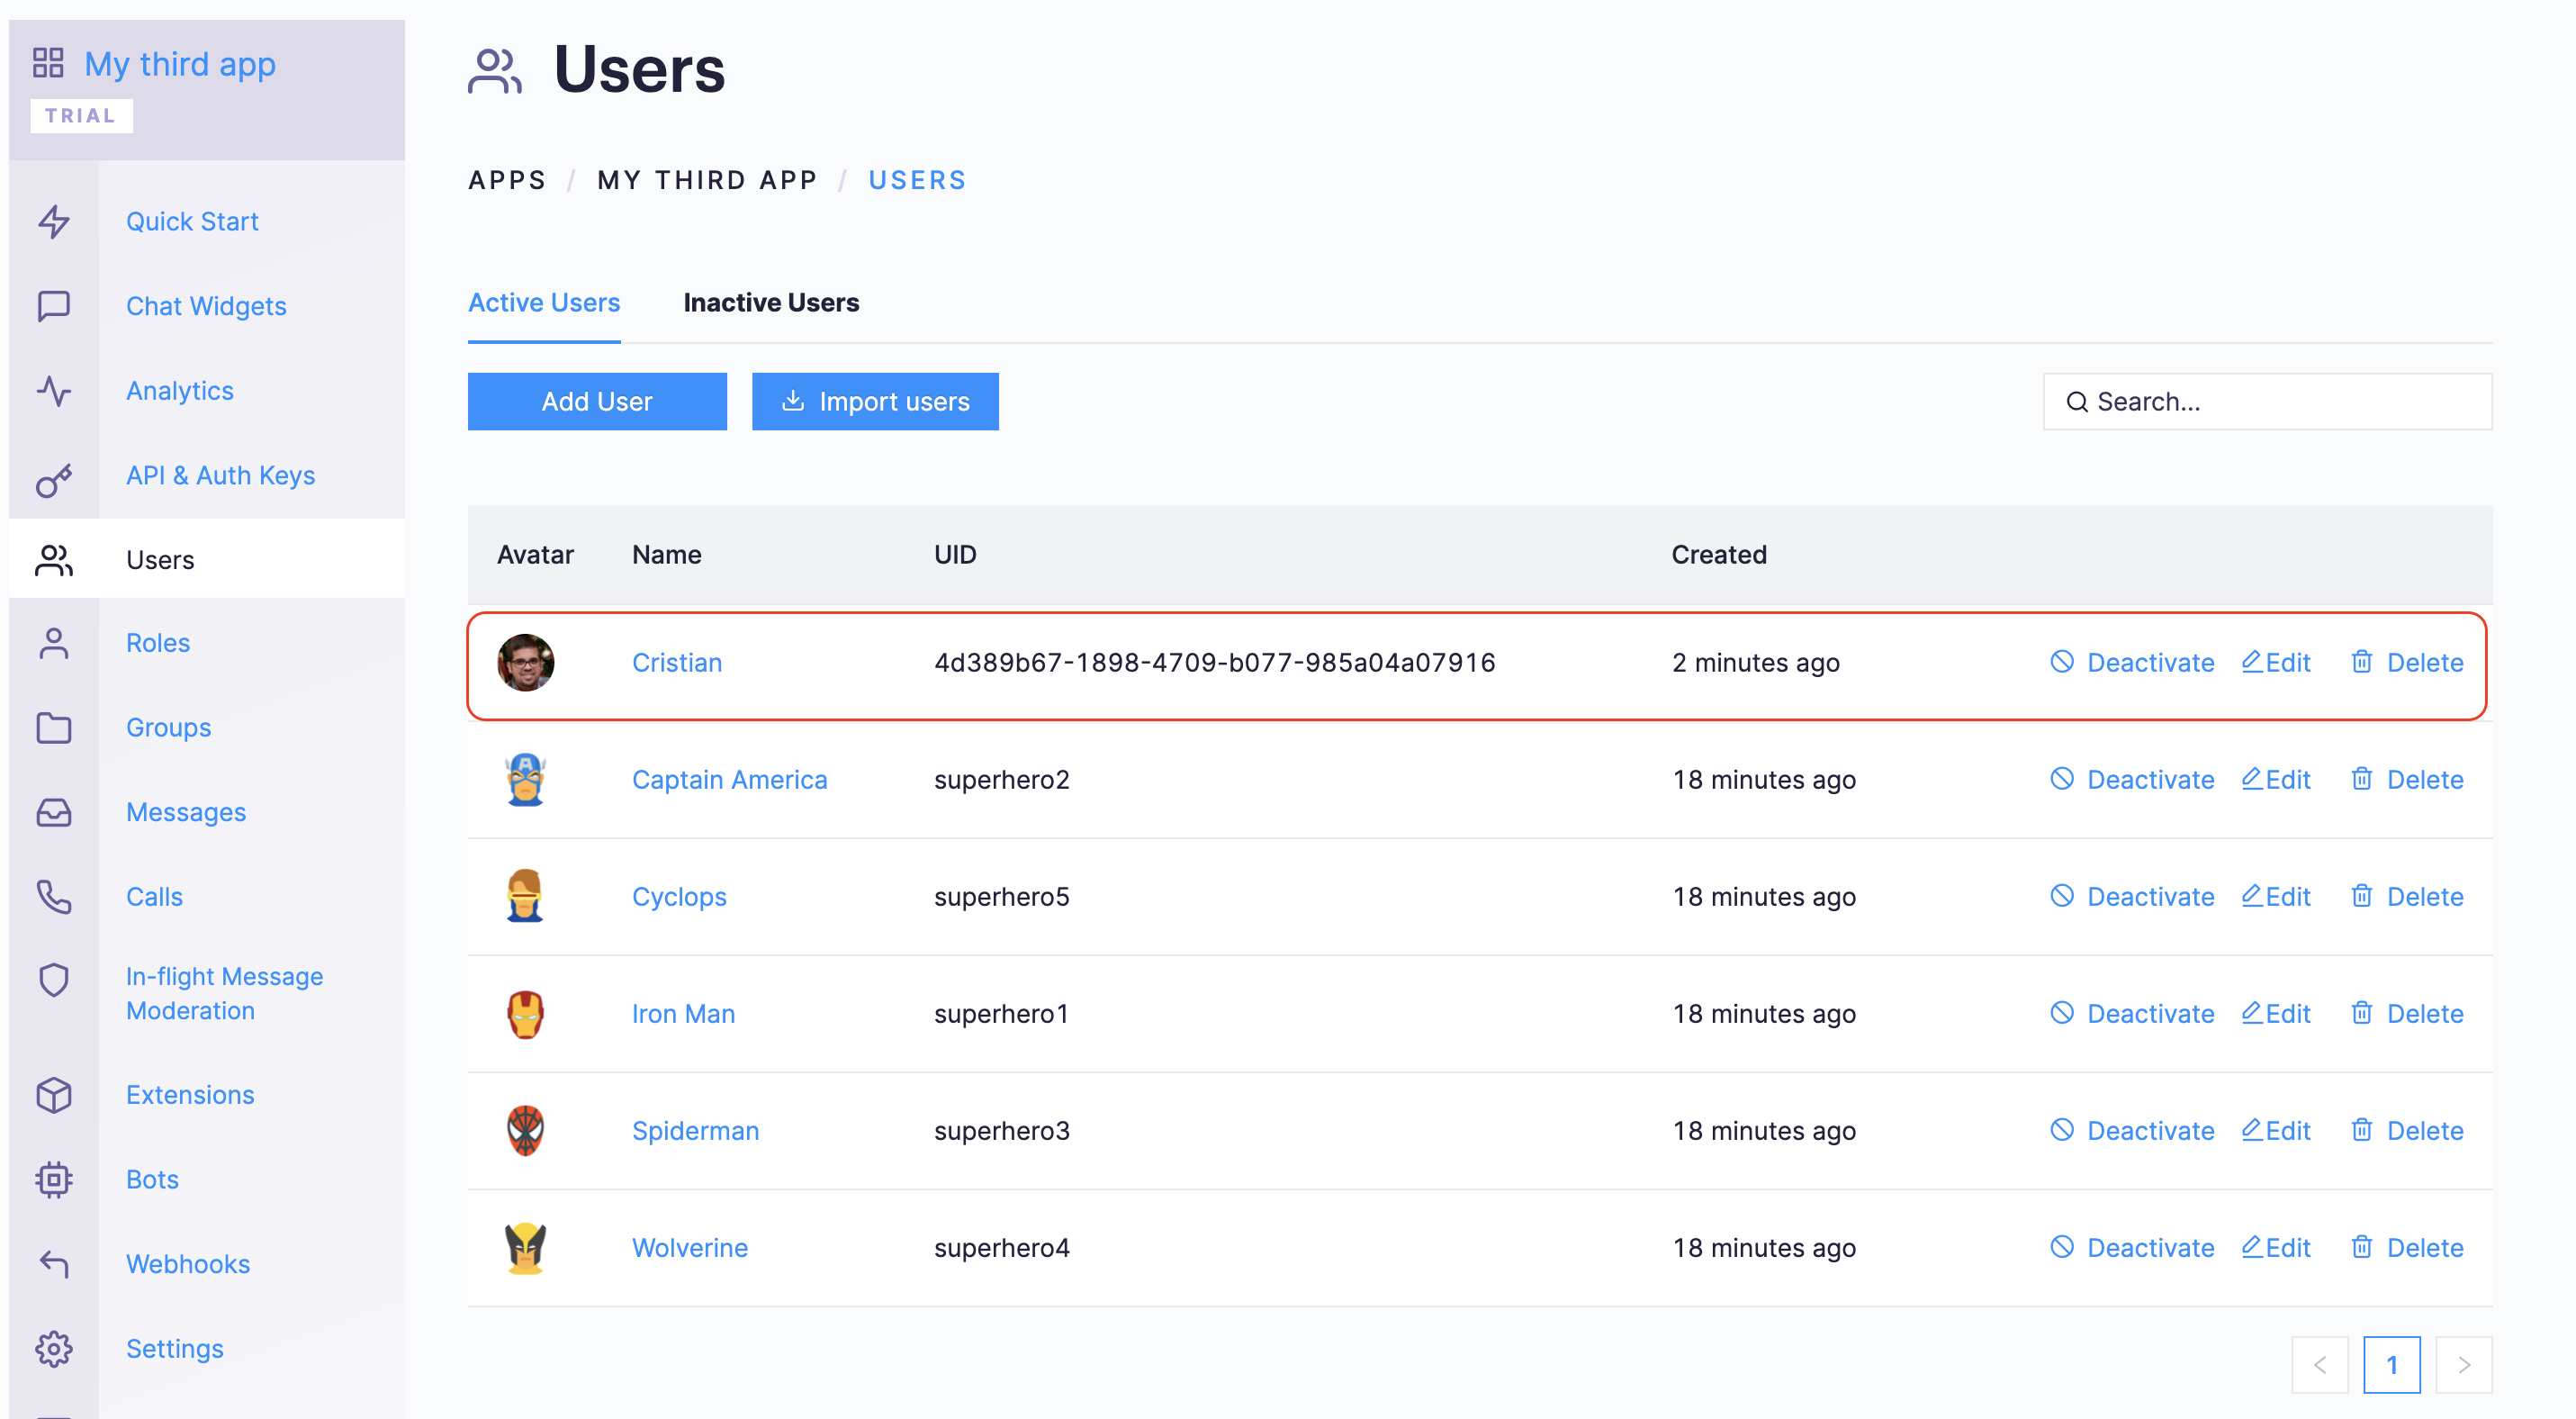 My third app
TRIAL
Quick Start
Chat Widgets
Analytics
API & Auth Keys
Users
Roles
Groups
Messages
Calls
In-flight Message
Moderation
Extensions
Bots
Webhooks
Settings
Users
APPS / MY THIRD APP / USERS
Active Users Inactive Users
Add User Import users Search...
Avatar Name UID Created
Cristian 4d389b67-1898-4709-b077-985a04a07916 2 minutes ago Deactivate Edit Delete
Captain America superhero2 18 minutes ago Deactivate Edit Delete
Cyclops superhero5 18 minutes ago Deactivate Edit Delete
Iron Man superhero1 18 minutes ago Deactivate Edit Delete
Spiderman superhero3 18 minutes ago Deactivate Edit Delete
Wolverine superhero4 18 minutes ago Deactivate Edit Delete
< 1 >